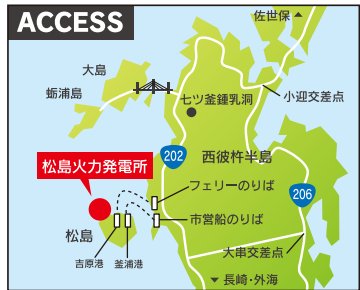 ACCESS
佐世保▲
大島
蛎浦島
七ツ釜鍾乳洞
小迎交差点
202
西彼杵半島
松島火力発電所
フェリーのりば
206
市営船のりば
松島
吉原港
釜浦港
大串交差点
▼長崎・外海